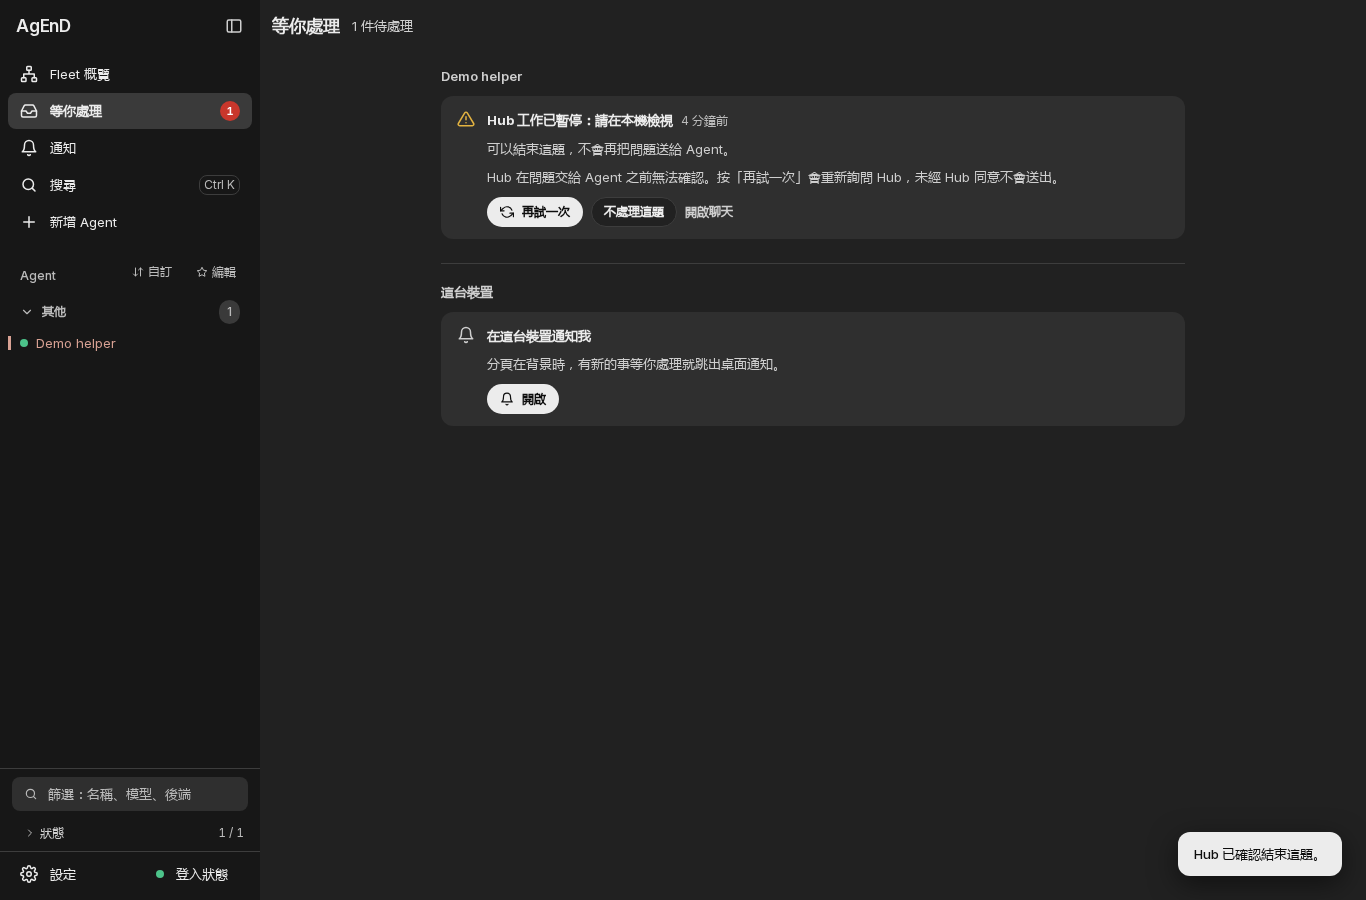 AgEnD
Fleet 概覽
等你處理 1
通知
搜尋 Ctrl K
新增 Agent
Agent 自訂 編輯
其他 1
Demo helper
篩選：名稱、模型、後端
狀態 1 / 1
設定 登入狀態
等你處理 1 件待處理
Demo helper
Hub 工作已暫停：請在本機檢視 4 分鐘前
可以結束這題，不會再把問題送給 Agent。
Hub 在問題交給 Agent 之前無法確認。按「再試一次」會重新詢問 Hub，未經 Hub 同意不會送出。
再試一次 不處理這題 開啟聊天
這台裝置
在這台裝置通知我
分頁在背景時，有新的事等你處理就跳出桌面通知。
開啟
Hub 已確認結束這題。